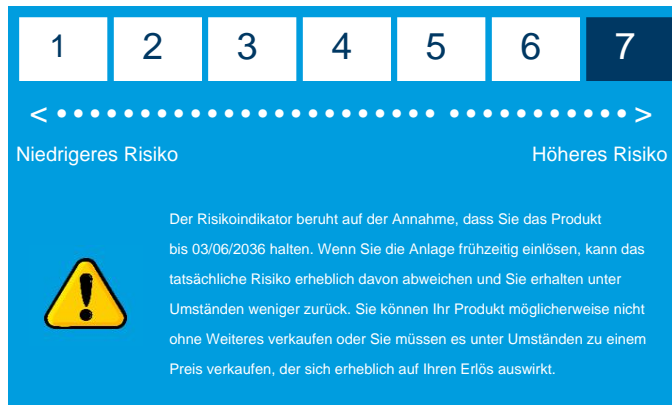 1 2 3 4 5 6 7
Niedrigeres Risiko Höheres Risiko
Der Risikoindikator beruht auf der Annahme, dass Sie das Produkt
bis 03/06/2036 halten. Wenn Sie die Anlage frühzeitig einlösen, kann das
tatsächliche Risiko erheblich davon abweichen und Sie erhalten unter
Umständen weniger zurück. Sie können Ihr Produkt möglicherweise nicht
ohne Weiteres verkaufen oder Sie müssen es unter Umständen zu einem
Preis verkaufen, der sich erheblich auf Ihren Erlös auswirkt.